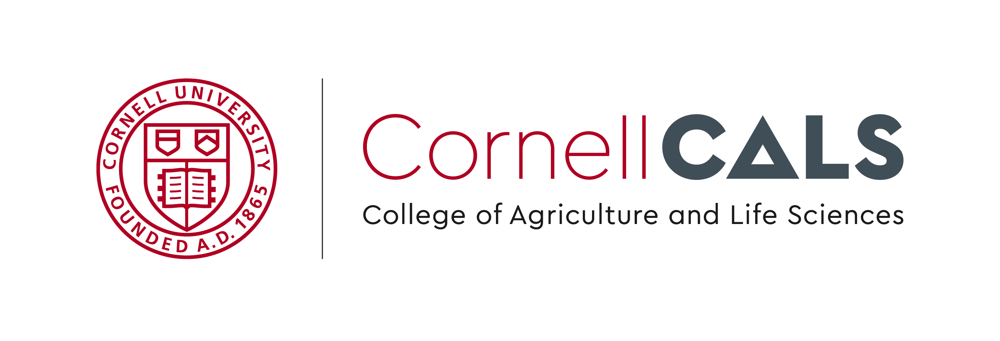 CORNELL UNIVERSITY
FOUNDED A.D. 1865
CornellCALS
College of Agriculture and Life Sciences